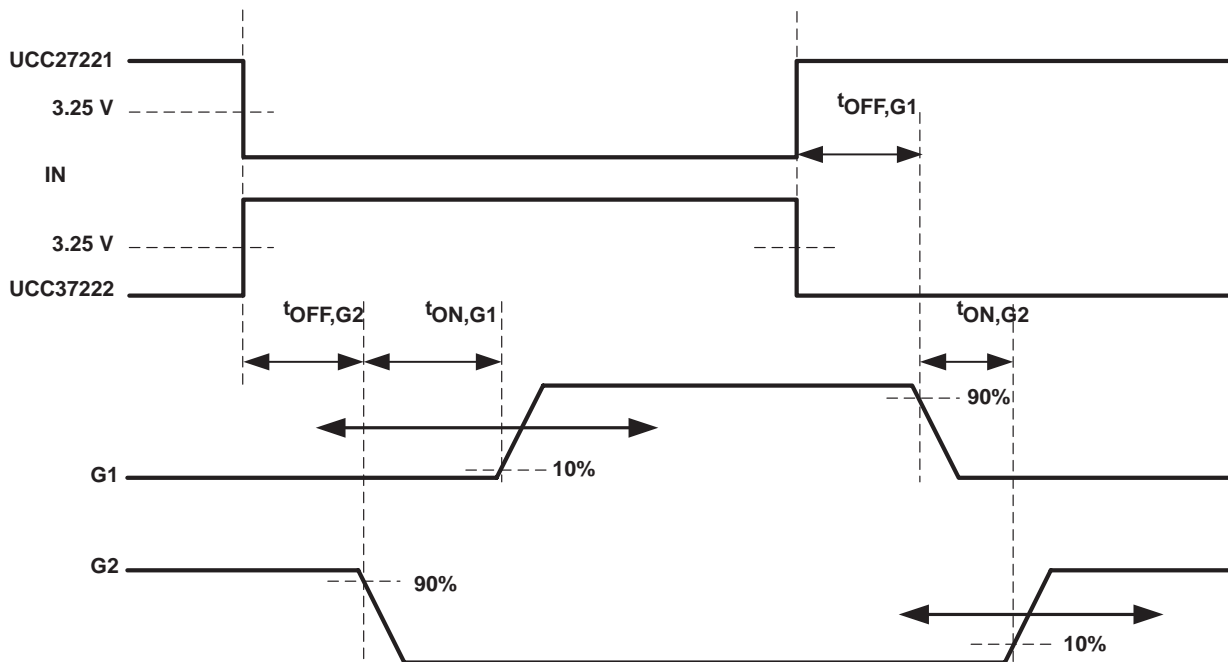 UCC27221
3.25 V
tOFF,G1
IN
3.25 V
UCC37222
tOFF,G2
tON,G1
tON,G2
90%
10%
G1
G2
90%
10%